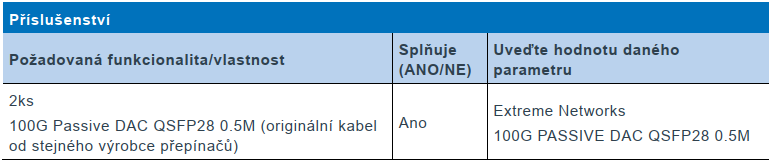 Příslušenství
Požadovaná funkcionalita/vlastnost
Splňuje
(ANO/NE)
Uveďte hodnotu daného
parametru
2ks
100G Passive DAC QSFP28 0.5M (originální kabel
od stejného výrobce přepínačů)
Ano
Extreme Networks
100G PASSIVE DAC QSFP28 0.5M